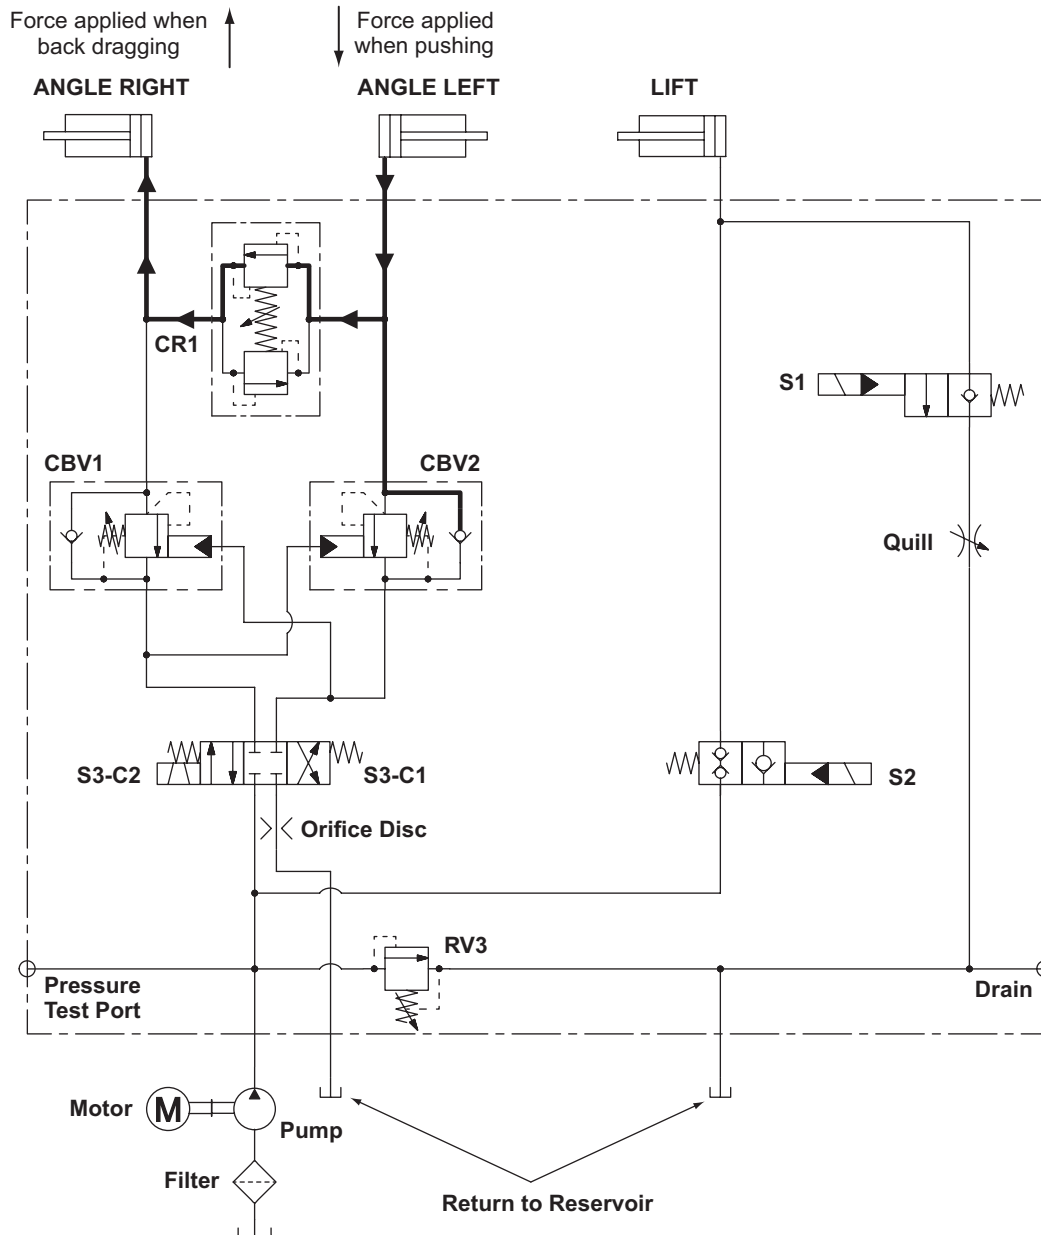 Force applied when
back dragging
Force applied
when pushing
ANGLE RIGHT
ANGLE LEFT
LIFT
CR1
S1
CBV1
CBV2
Quill
S3-C2
S3-C1
S2
Orifice Disc
RV3
Pressure
Test Port
Drain
Motor
M
Pump
Filter
Return to Reservoir